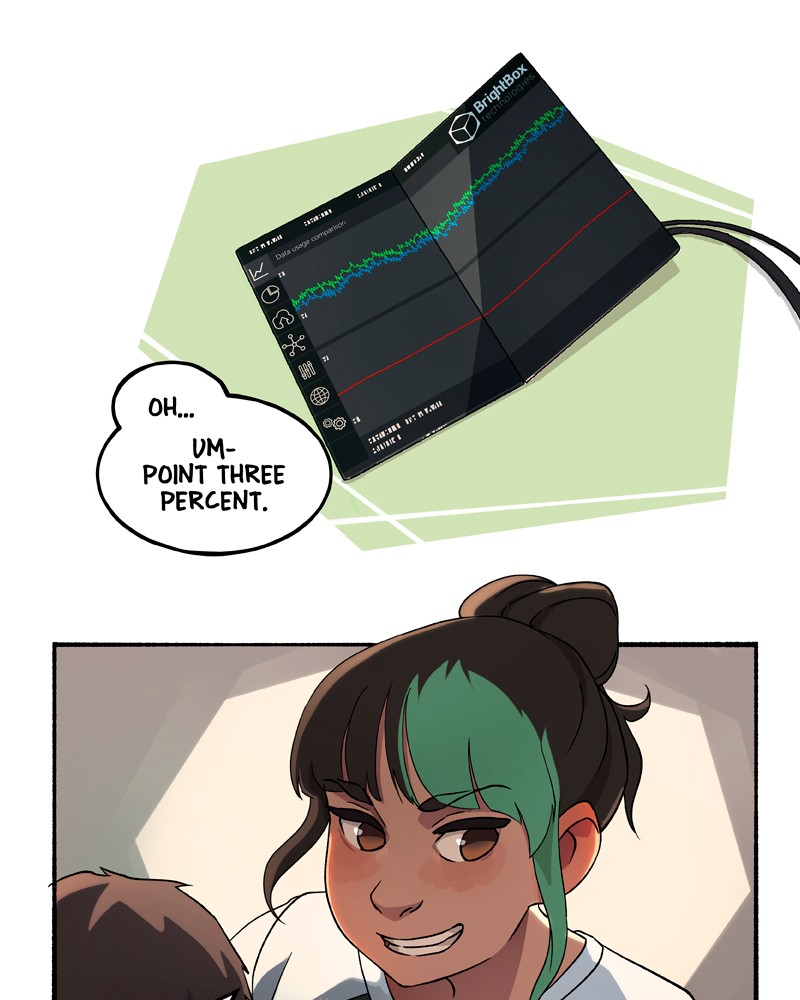 BrightBox
technologies
Data usage comparison
OH...
UM-
POINT THREE
PERCENT.